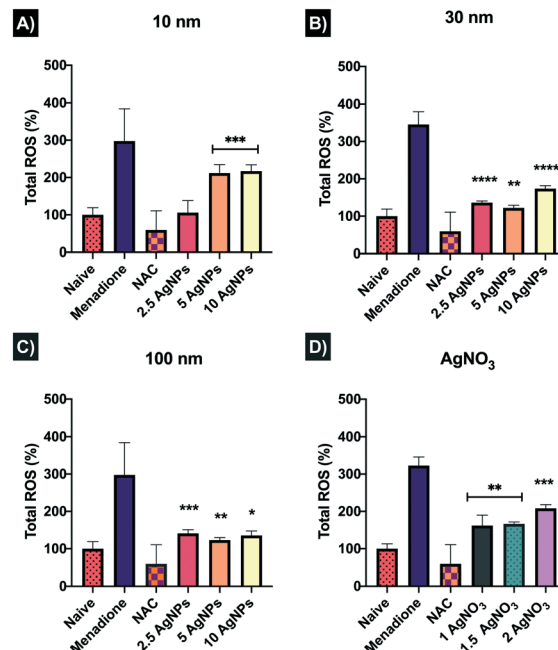 A)
10 nm
Total ROS (%)
500
400
300
200
100
0
***
Naive
Menadione
NAC
2.5 AgNPs
5 AgNPs
10 AgNPs
B)
30 nm
Total ROS (%)
500
400
300
200
100
0
****
**
****
Naive
Menadione
NAC
2.5 AgNPs
5 AgNPs
10 AgNPs
C)
100 nm
Total ROS (%)
500
400
300
200
100
0
***
**
*
Naive
Menadione
NAC
2.5 AgNPs
5 AgNPs
10 AgNPs
D)
AgNO₃
Total ROS (%)
500
400
300
200
100
0
**
***
Naive
Menadione
NAC
1 AgNO₃
1.5 AgNO₃
2 AgNO₃